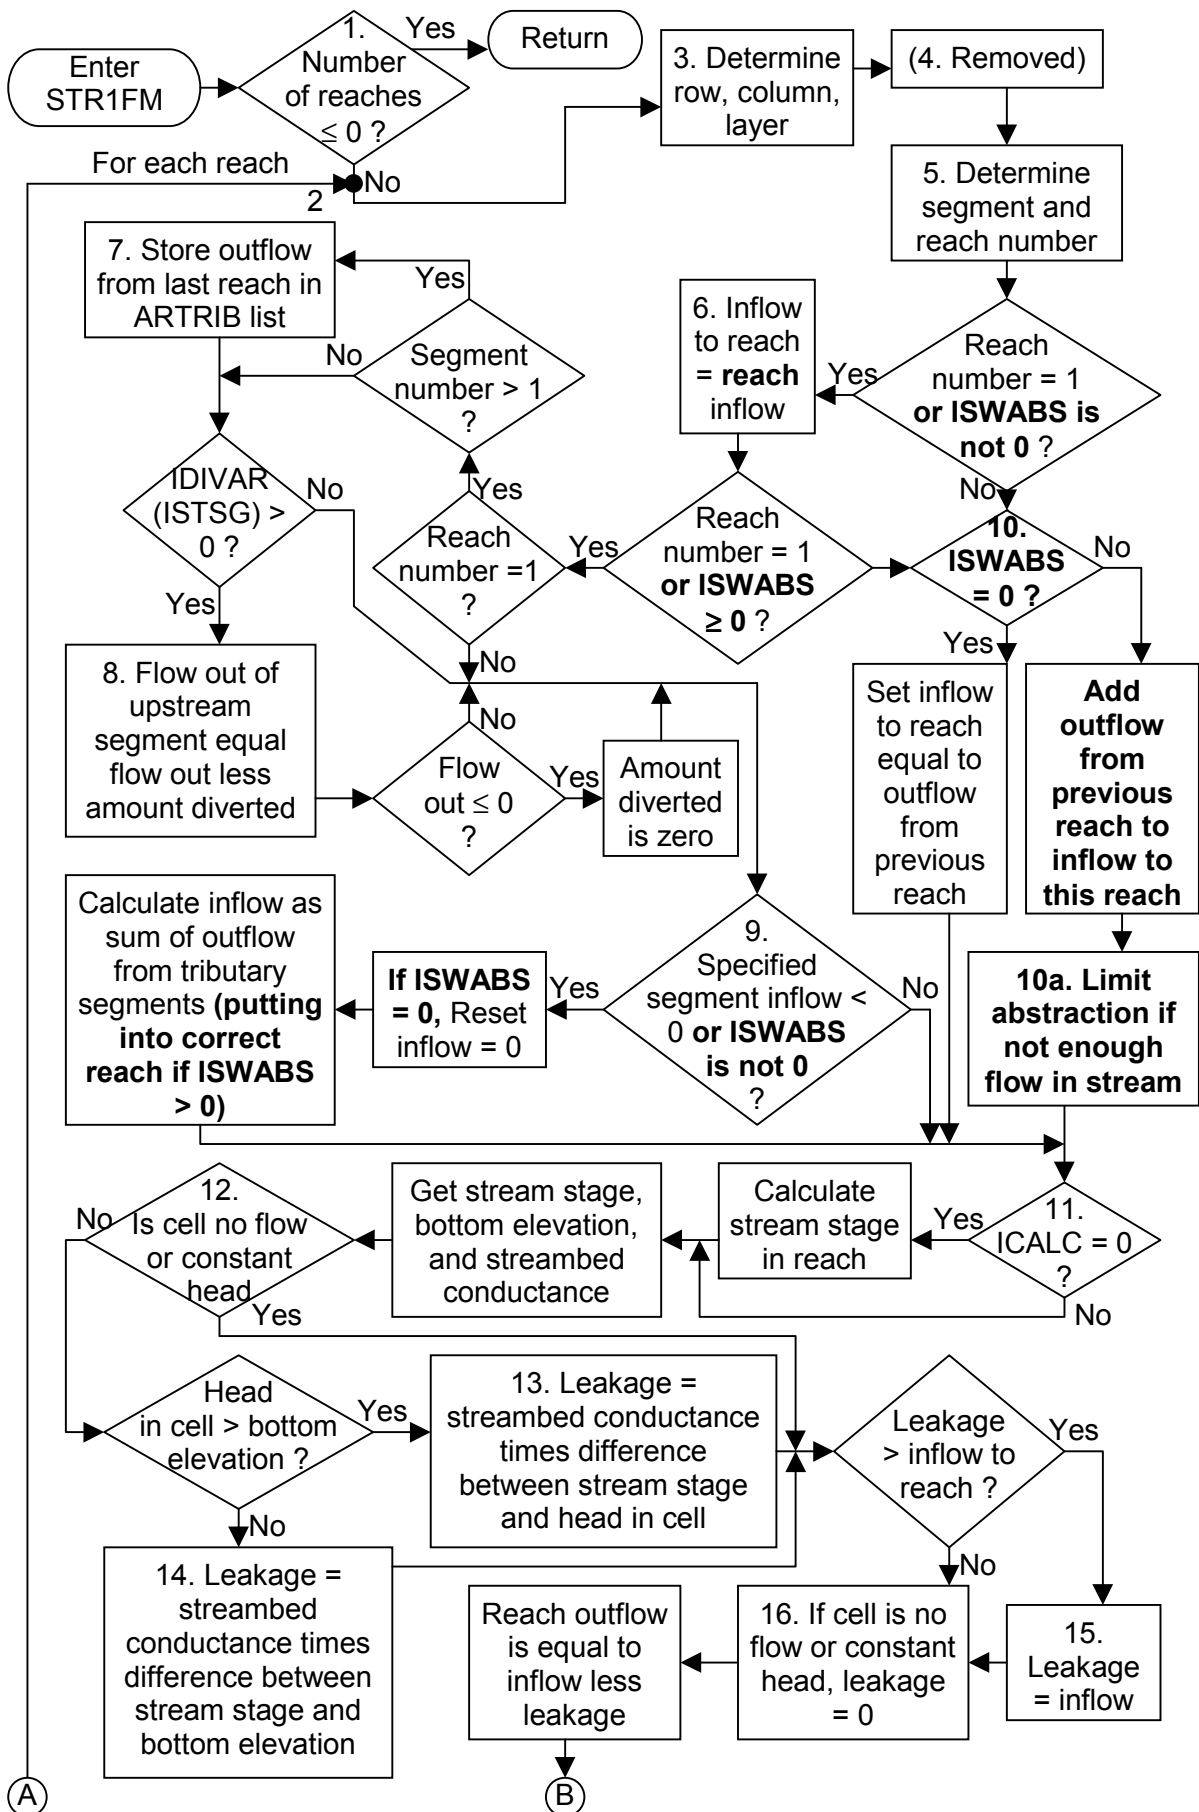 Enter
STR1FM
1.
Number
of reaches
≤ 0 ?
Yes
Return
No
For each reach
2
3. Determine
row, column,
layer
(4. Removed)
5. Determine
segment and
reach number
Reach
number = 1
or ISWABS is
not 0 ?
Yes
No
6. Inflow
to reach
= reach
inflow
7. Store outflow
from last reach in
ARTRIB list
Yes
Segment
number > 1
?
No
IDIVAR
(ISTSG) >
0 ?
No
Yes
Reach
number =1
?
Yes
No
Reach
number = 1
or ISWABS
≥ 0 ?
Yes
10.
ISWABS
= 0 ?
No
Yes
8. Flow out of
upstream
segment equal
flow out less
amount diverted
Flow
out ≤ 0
?
No
Yes
Amount
diverted
is zero
Set inflow
to reach
equal to
outflow
from
previous
reach
Add
outflow
from
previous
reach to
inflow to
this reach
Calculate inflow as
sum of outflow
from tributary
segments (putting
into correct
reach if ISWABS
> 0)
If ISWABS
= 0, Reset
inflow = 0
Yes
9.
Specified
segment inflow <
0 or ISWABS
is not 0
?
No
10a. Limit
abstraction if
not enough
flow in stream
12.
Is cell no flow
or constant
head
No
Yes
Get stream stage,
bottom elevation,
and streambed
conductance
Calculate
stream stage
in reach
Yes
11.
ICALC = 0
?
No
Head
in cell > bottom
elevation ?
Yes
No
13. Leakage =
streambed conductance
times difference
between stream stage
and head in cell
Leakage
> inflow to
reach ?
Yes
No
14. Leakage =
streambed
conductance times
difference between
stream stage and
bottom elevation
Reach outflow
is equal to
inflow less
leakage
16. If cell is no
flow or constant
head, leakage
= 0
15.
Leakage
= inflow
A
B